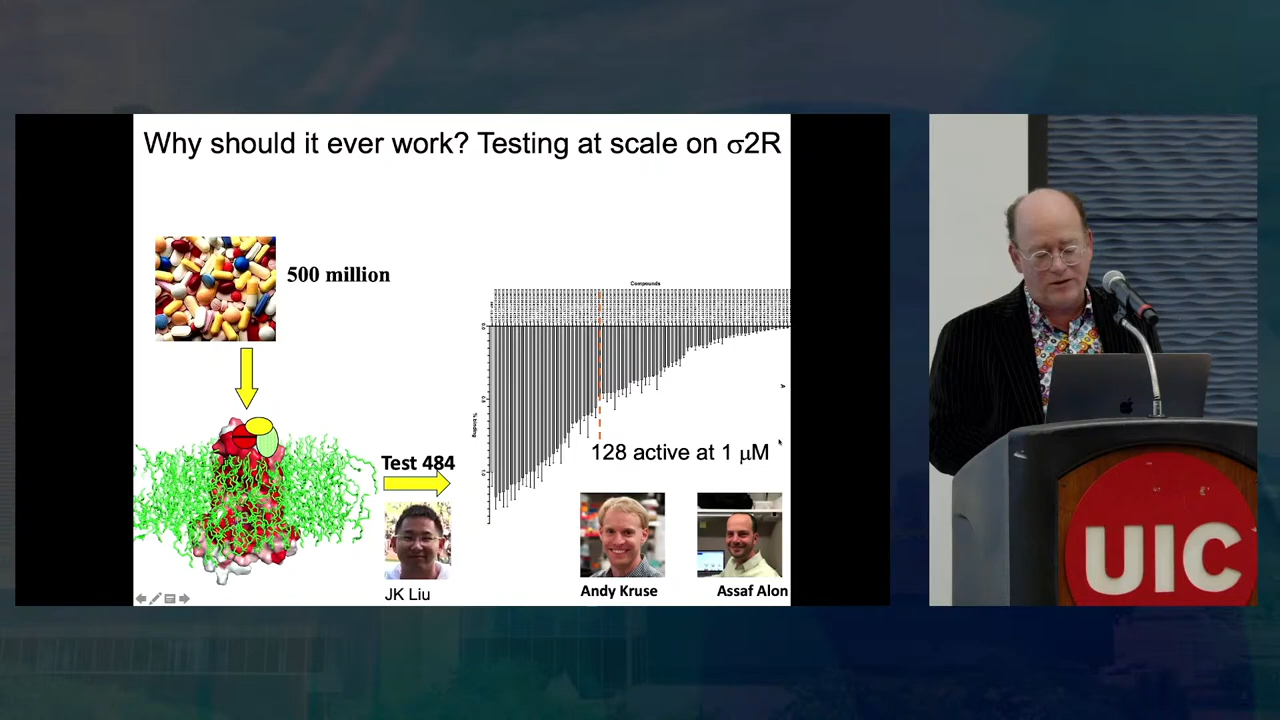 Why should it ever work? Testing at scale on σ2R
500 million
Compounds
% binding
Test 484
128 active at 1 μM
JK Liu
Andy Kruse
Assaf Alon
UIC